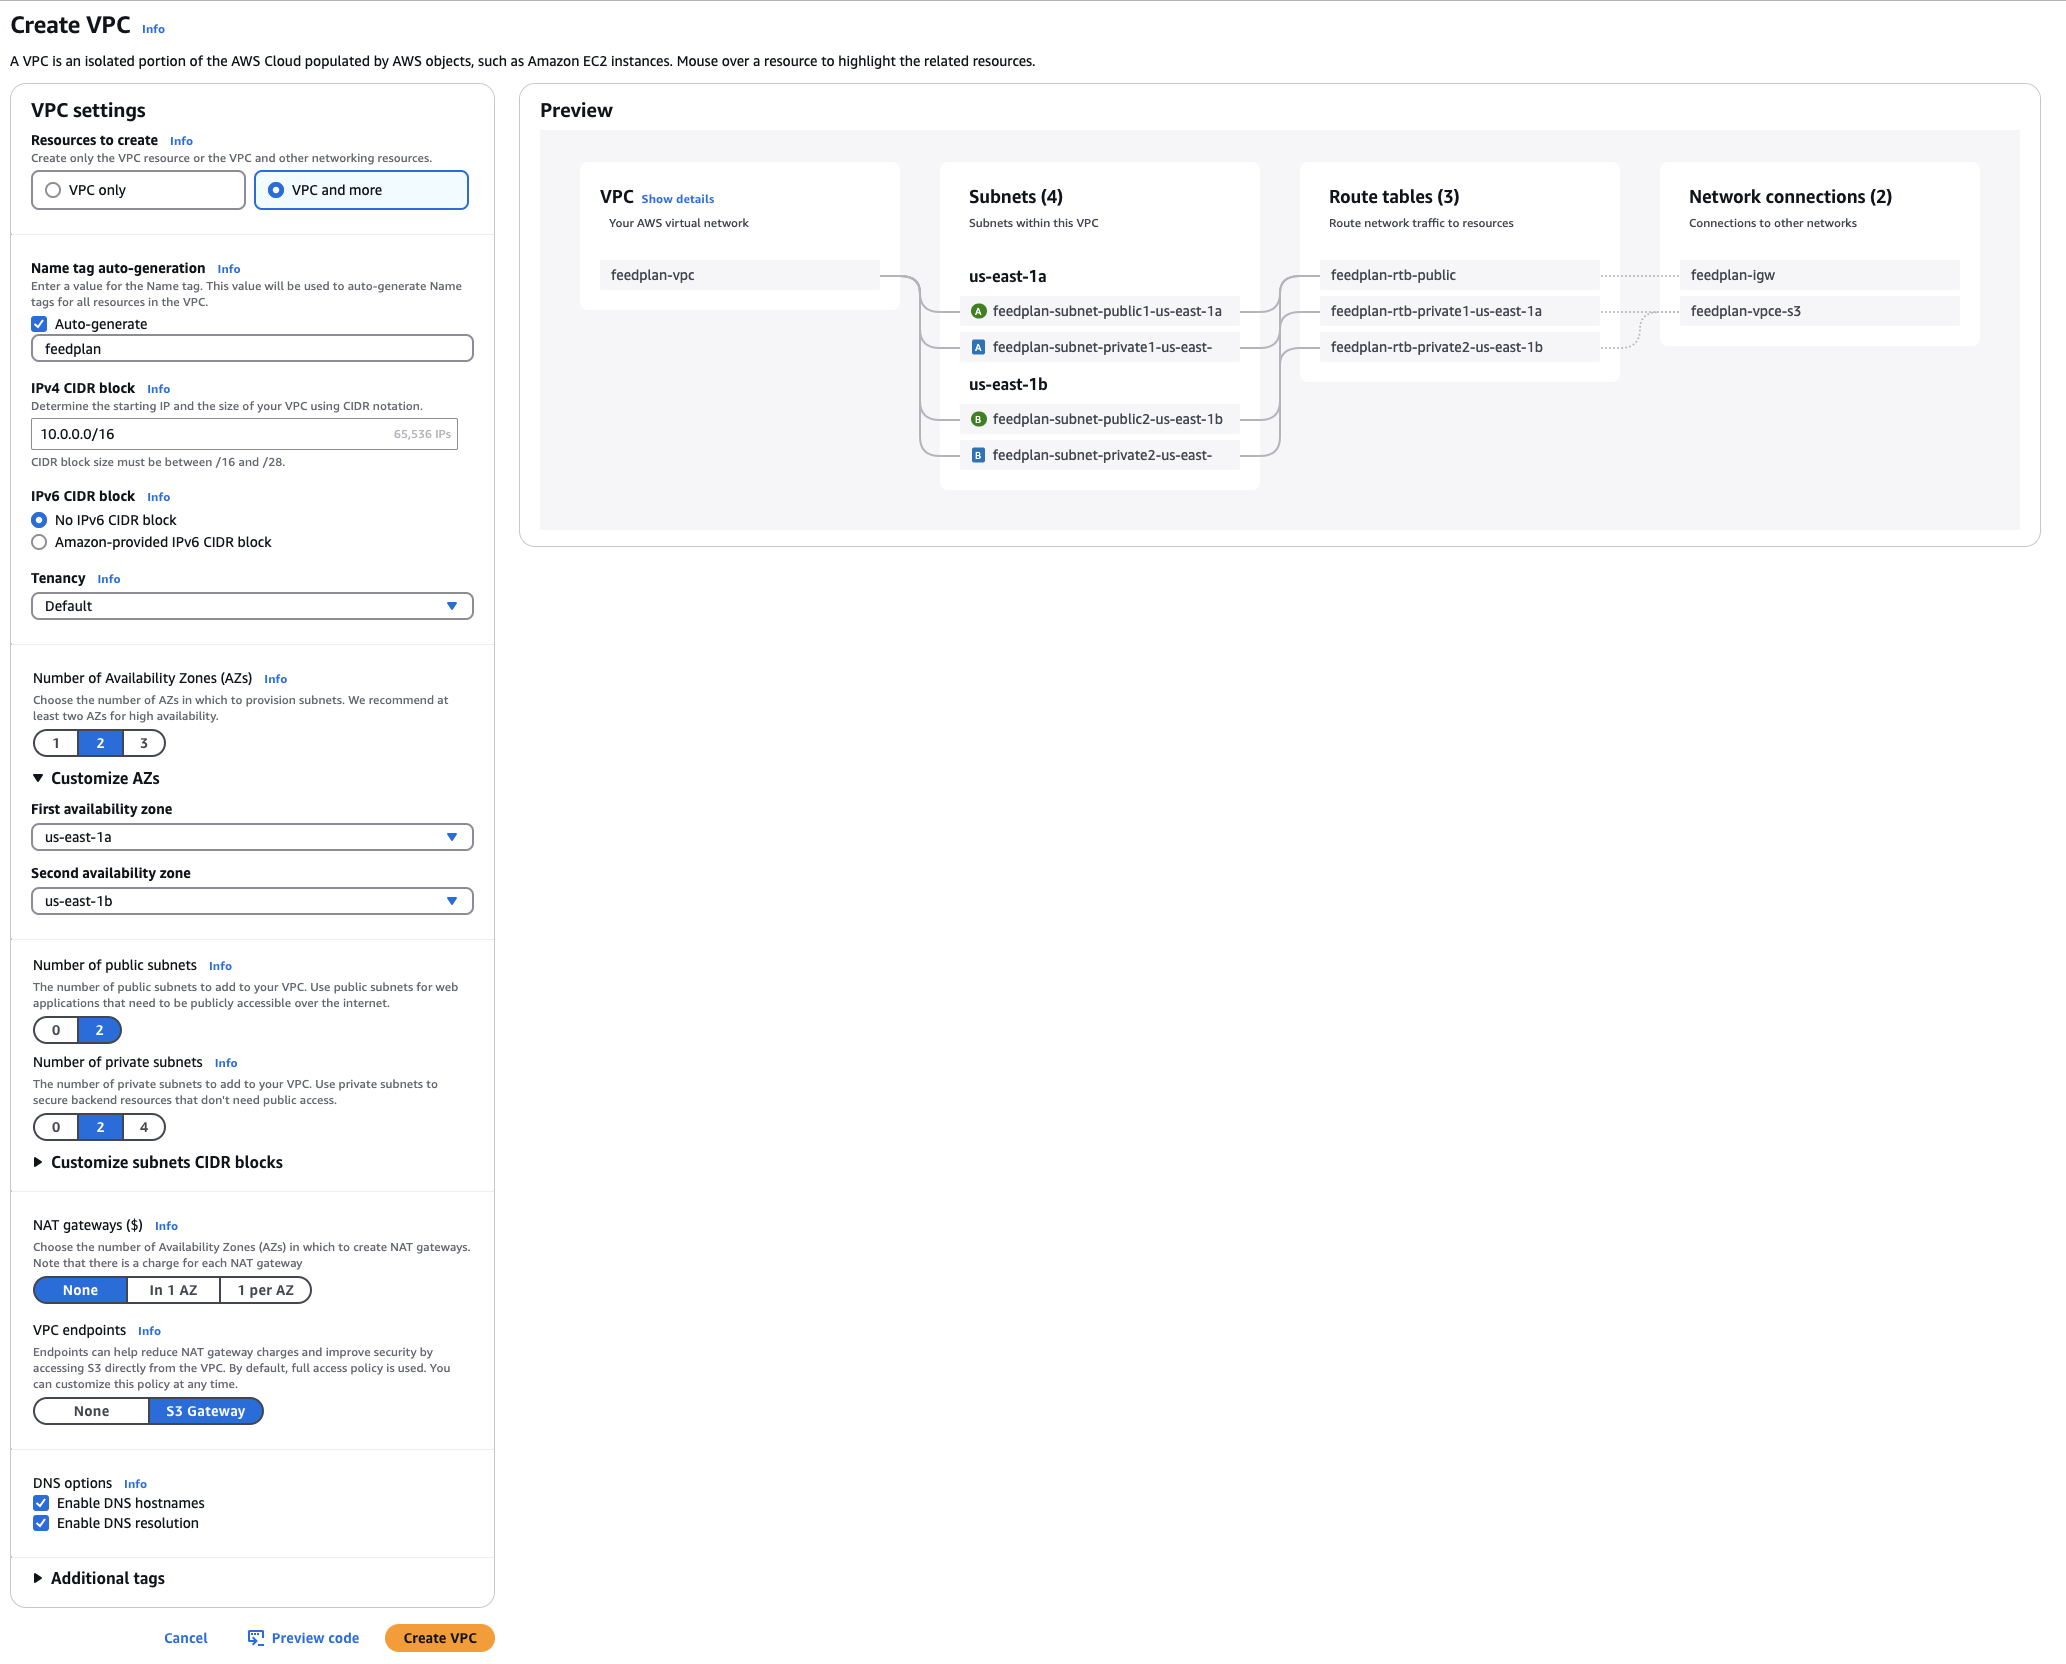 Create VPC Info
A VPC is an isolated portion of the AWS Cloud populated by AWS objects, such as Amazon EC2 instances. Mouse over a resource to highlight the related resources.
VPC settings
Resources to create Info
Create only the VPC resource or the VPC and other networking resources.
VPC only
VPC and more
Name tag auto-generation Info
Enter a value for the Name tag. This value will be used to auto-generate Name
tags for all resources in the VPC.
Auto-generate
feedplan
IPv4 CIDR block Info
Determine the starting IP and the size of your VPC using CIDR notation.
10.0.0.0/16 65,536 IPs
CIDR block size must be between /16 and /28.
IPv6 CIDR block Info
No IPv6 CIDR block
Amazon-provided IPv6 CIDR block
Tenancy Info
Default
Number of Availability Zones (AZs) Info
Choose the number of AZs in which to provision subnets. We recommend at
least two AZs for high availability.
1 2 3
Customize AZs
First availability zone
us-east-1a
Second availability zone
us-east-1b
Number of public subnets Info
The number of public subnets to add to your VPC. Use public subnets for web
applications that need to be publicly accessible over the internet.
0 2
Number of private subnets Info
The number of private subnets to add to your VPC. Use private subnets to
secure backend resources that don't need public access.
0 2 4
Customize subnets CIDR blocks
NAT gateways ($) Info
Choose the number of Availability Zones (AZs) in which to create NAT gateways.
Note that there is a charge for each NAT gateway
None In 1 AZ 1 per AZ
VPC endpoints Info
Endpoints can help reduce NAT gateway charges and improve security by
accessing S3 directly from the VPC. By default, full access policy is used. You
can customize this policy at any time.
None S3 Gateway
DNS options Info
Enable DNS hostnames
Enable DNS resolution
Additional tags
Cancel Preview code Create VPC
Preview
VPC Show details
Your AWS virtual network
feedplan-vpc
Subnets (4)
Subnets within this VPC
us-east-1a
A feedplan-subnet-public1-us-east-1a
A feedplan-subnet-private1-us-east-
us-east-1b
B feedplan-subnet-public2-us-east-1b
B feedplan-subnet-private2-us-east-
Route tables (3)
Route network traffic to resources
feedplan-rtb-public
feedplan-rtb-private1-us-east-1a
feedplan-rtb-private2-us-east-1b
Network connections (2)
Connections to other networks
feedplan-igw
feedplan-vpce-s3